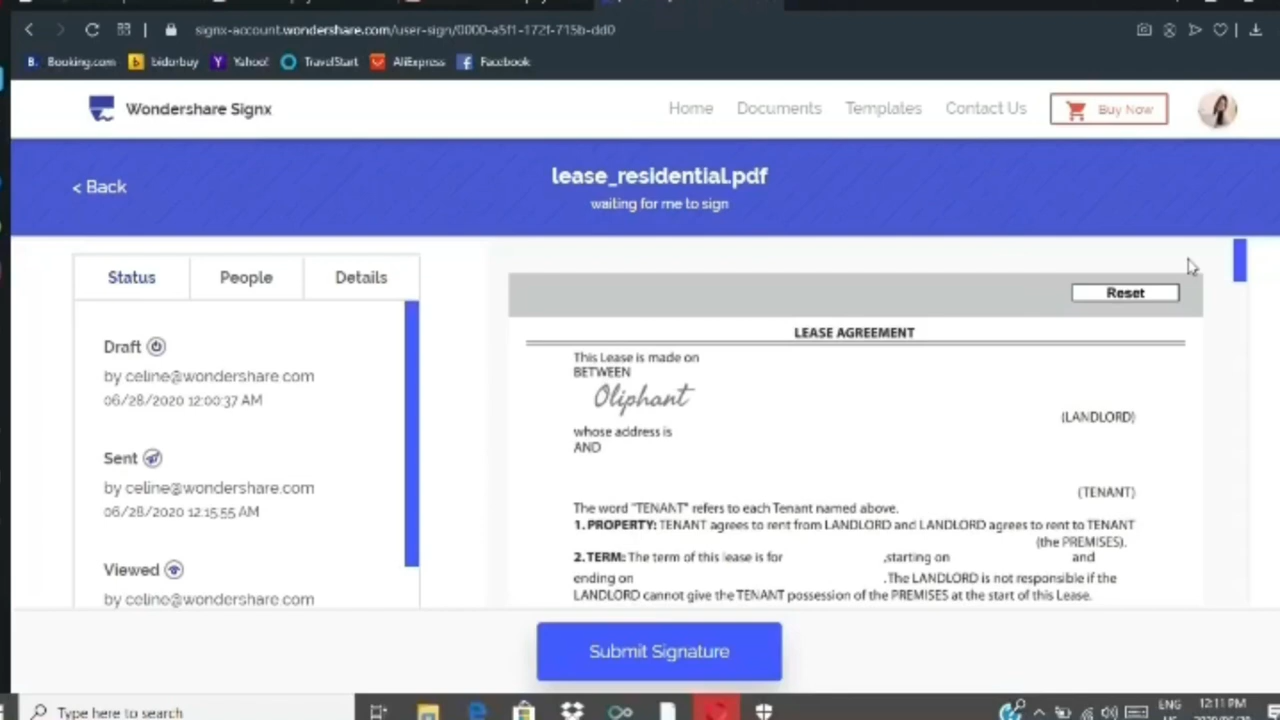 signx-account.wondershare.com/user-sign/0000-a5f1-172f-715b-dd0
B. Booking.com b bidorbuy Y Yahoo! TravelStart AliExpress f Facebook
Wondershare Signx Home Documents Templates Contact Us Buy Now
< Back
lease_residential.pdf
waiting for me to sign
Status People Details
Draft
by celine@wondershare.com
06/28/2020 12:00:37 AM
Sent
by celine@wondershare.com
06/28/2020 12:15:55 AM
Viewed
by celine@wondershare.com
Reset
LEASE AGREEMENT
This Lease is made on
BETWEEN
Oliphant
(LANDLORD)
whose address is
AND
(TENANT)
The word "TENANT" refers to each Tenant named above.
1. PROPERTY: TENANT agrees to rent from LANDLORD and LANDLORD agrees to rent to TENANT
(the PREMISES).
2. TERM: The term of this lease is for ,starting on and
ending on .The LANDLORD is not responsible if the
LANDLORD cannot give the TENANT possession of the PREMISES at the start of this Lease.
Submit Signature
Type here to search
ENG 12:11 PM